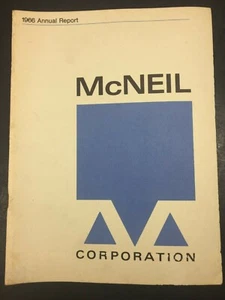 1966 Annual Report
McNEIL
CORPORATION